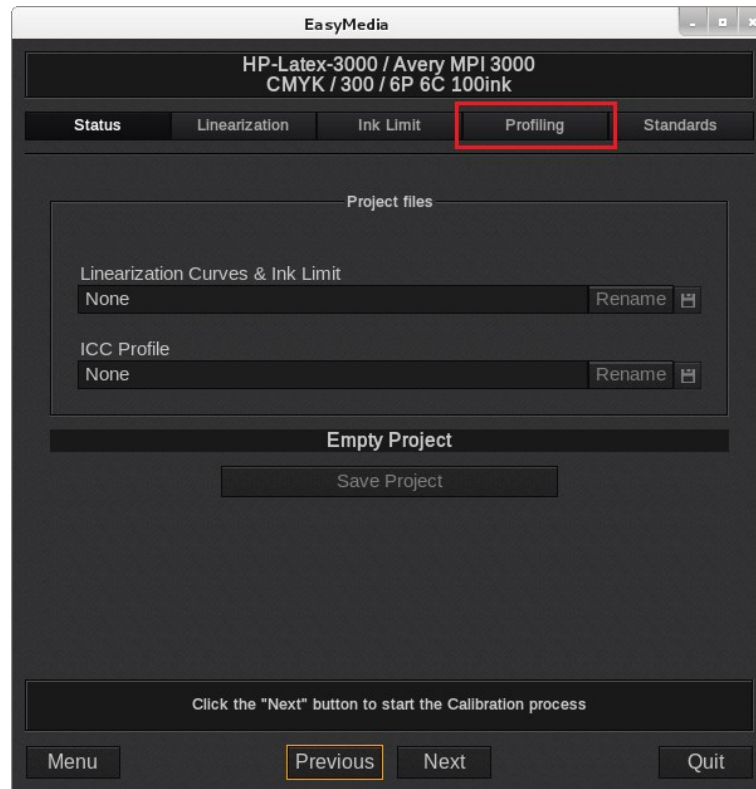 EasyMedia
HP-Latex-3000 / Avery MPI 3000
CMYK / 300 / 6P 6C 100ink
Status Linearization Ink Limit Profiling Standards
Project files
Linearization Curves & Ink Limit
None Rename
ICC Profile
None Rename
Empty Project
Save Project
Click the "Next" button to start the Calibration process
Menu Previous Next Quit